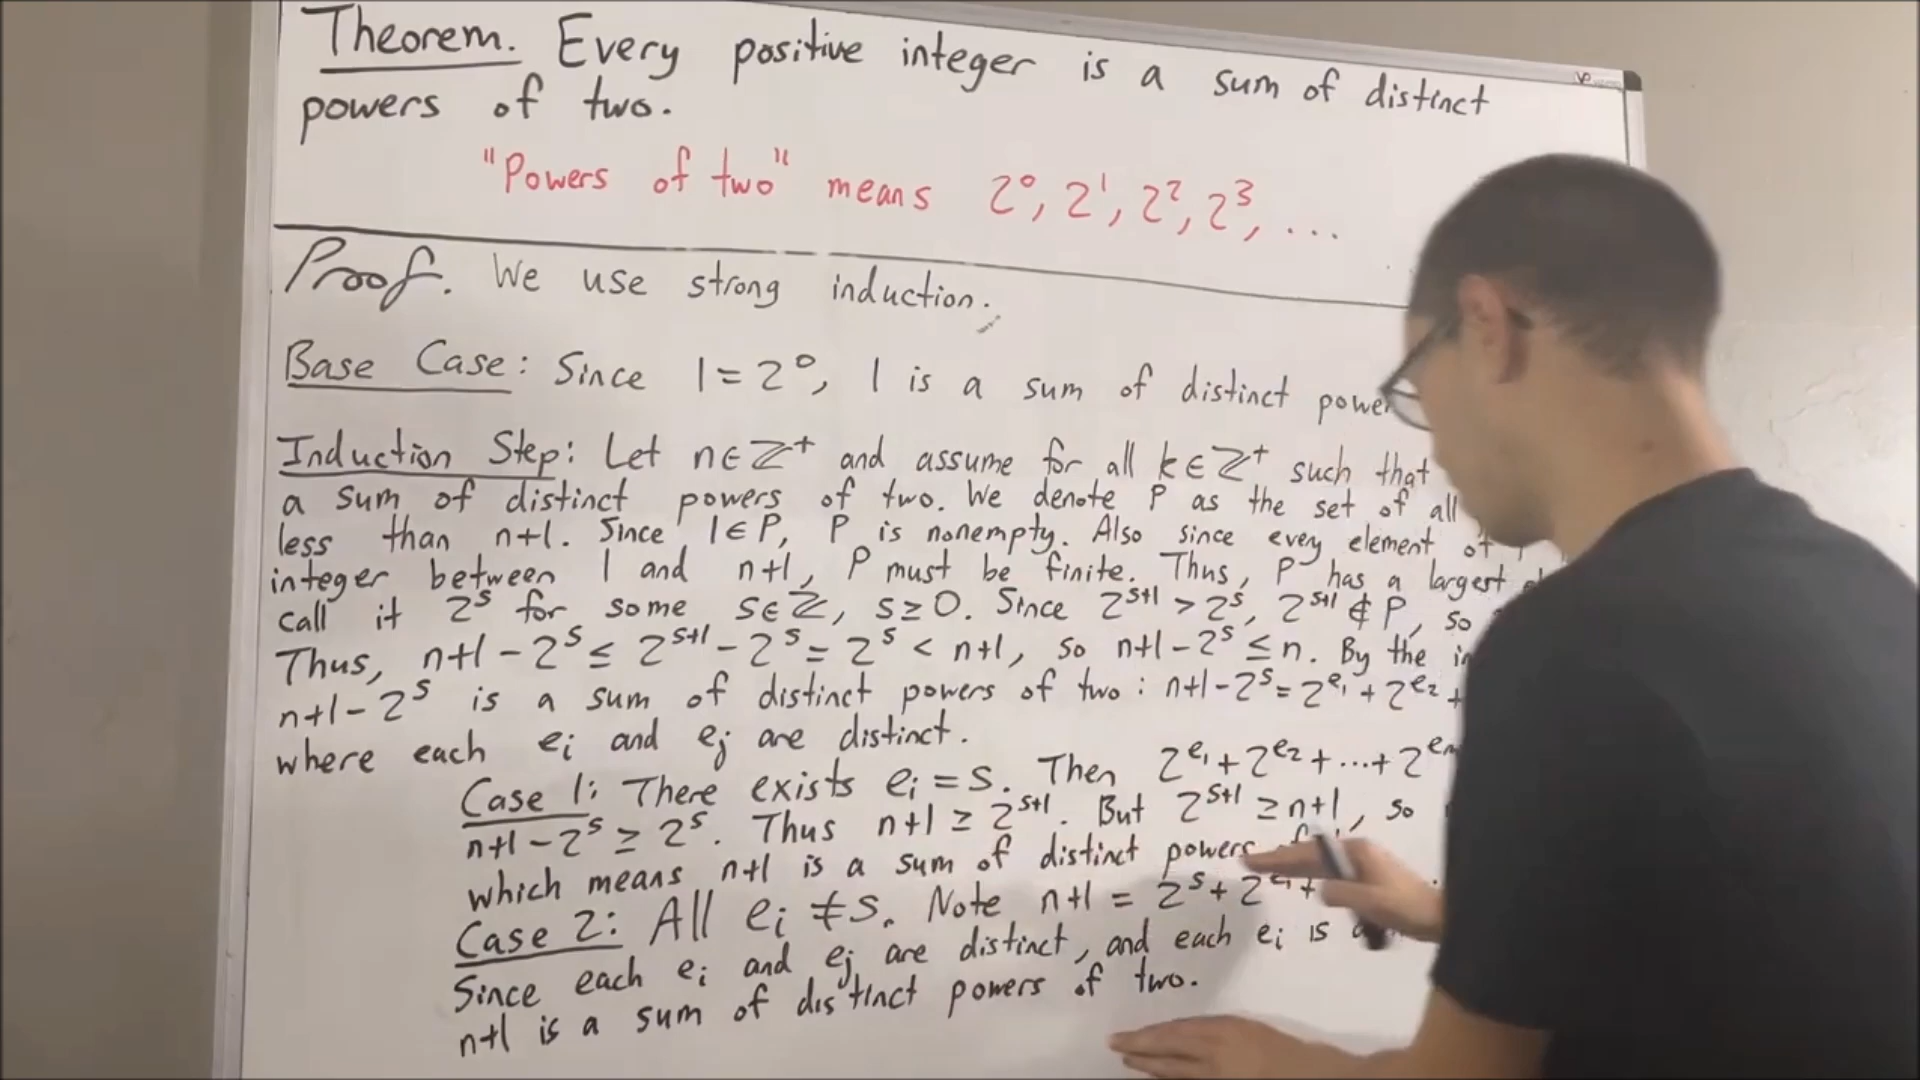 Theorem. Every positive integer is a sum of distinct
powers of two.
"Powers of two" means 2⁰, 2¹, 2², 2³, ...
Proof. We use strong induction.
Base Case: Since 1=2⁰, 1 is a sum of distinct
Induction Step: Let n∈ℤ⁺ and assume for all k∈ℤ⁺ such that
a sum of distinct powers of two. We denote P as the set of all
less than n+1. Since 1∈P, P is nonempty. Also since every element of
integer between 1 and n+1, P must be finite. Thus, P has a largest
call it 2ˢ for some s∈ℤ, s≥0. Since 2ˢ⁺¹ > 2ˢ, 2ˢ⁺¹ ∉ P, so
Thus, n+1-2ˢ ≤ 2ˢ⁺¹-2ˢ = 2ˢ < n+1, so n+1-2ˢ ≤ n. By the
n+1-2ˢ is a sum of distinct powers of two: n+1-2ˢ = 2^e₁ + 2^e₂ +
where each eᵢ and eⱼ are distinct.
Case 1: There exists eᵢ = s. Then 2^e₁ + 2^e₂ + ... + 2^eₘ
n+1-2ˢ ≥ 2ˢ. Thus n+1 ≥ 2ˢ⁺¹. But 2ˢ⁺¹ ≥ n+1, so
which means n+1 is a sum of distinct powers
Case 2: All eᵢ ≠ s. Note n+1 = 2ˢ + 2^e₁ +
Since each eᵢ and eⱼ are distinct, and each eᵢ is
n+1 is a sum of distinct powers of two.